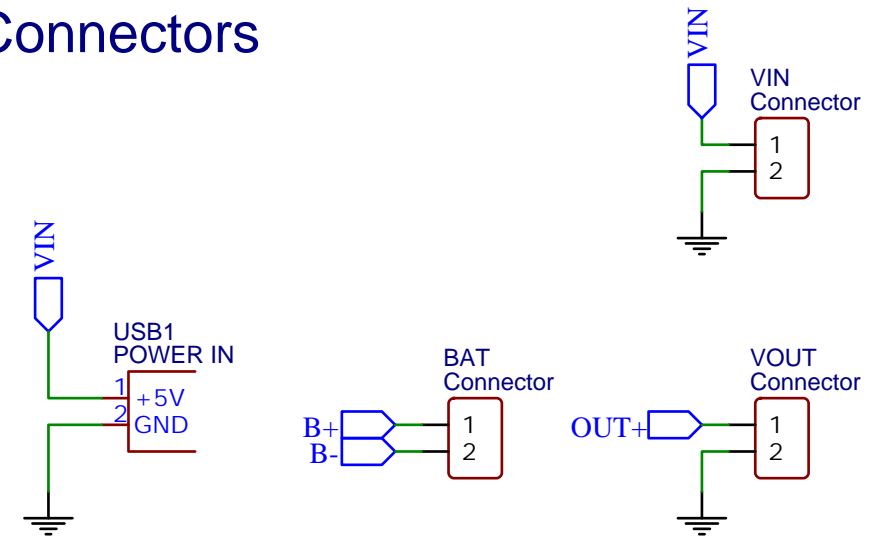 Connectors
VIN
VIN
Connector
1
2
VIN
USB1
POWER IN
1
+5V
2
GND
BAT
Connector
B+
1
B-
2
VOUT
Connector
OUT+
1
2